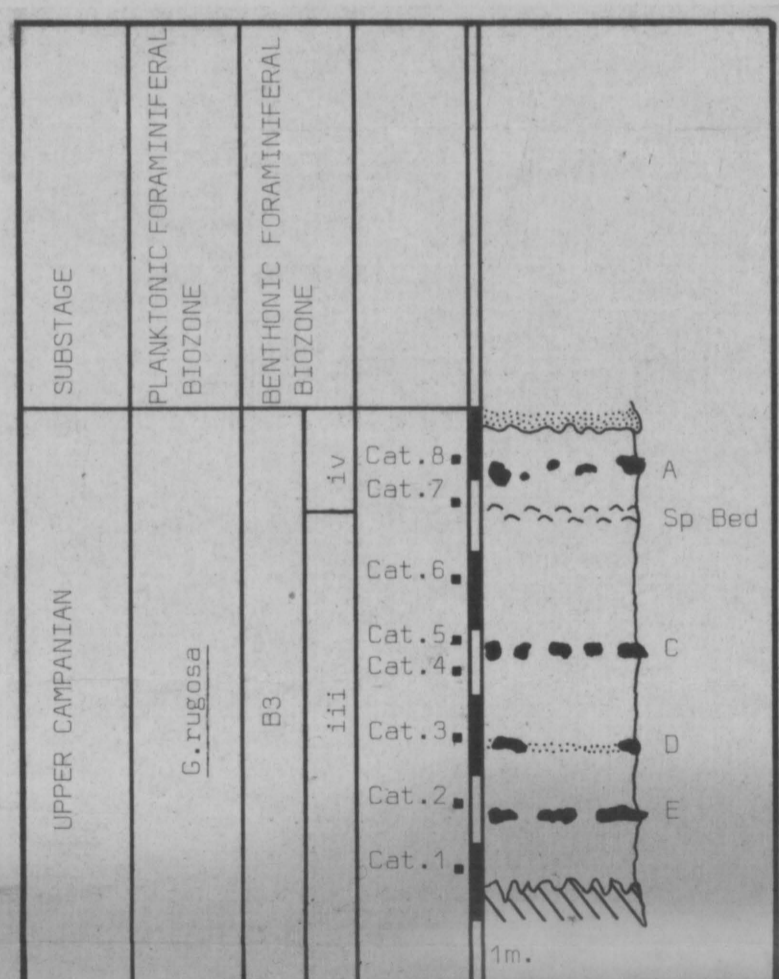 SUBSTAGE
PLANKTONIC FORAMINIFERAL
BIOZONE
BENTHONIC FORAMINIFERAL
BIOZONE
UPPER CAMPANIAN
G.rugosa
B3
iv
iii
Cat.8
Cat.7
Cat.6
Cat.5
Cat.4
Cat.3
Cat.2
Cat.1
A
Sp Bed
C
D
E
1m.